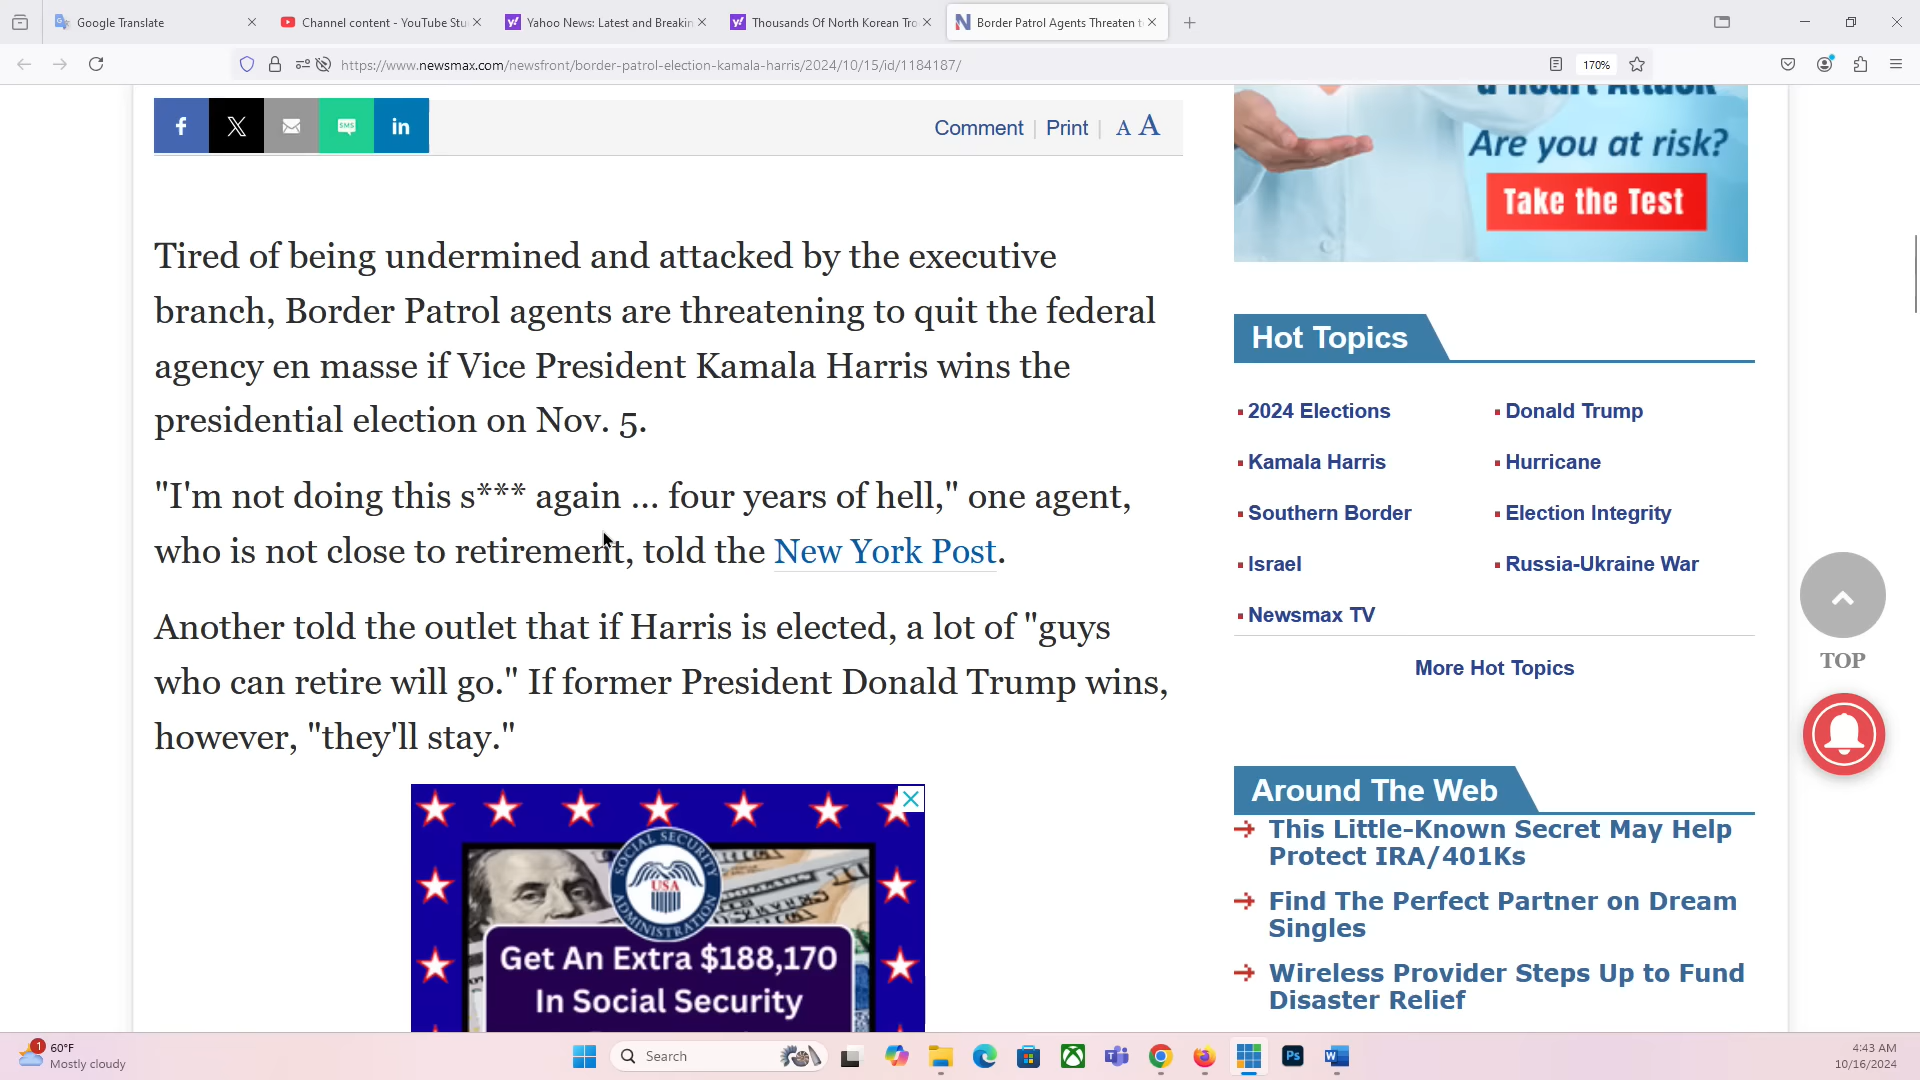 Google Translate
Channel content - YouTube Stu
Yahoo News: Latest and Breakin
Thousands Of North Korean Tro
Border Patrol Agents Threaten t
https://www.newsmax.com/newsfront/border-patrol-election-kamala-harris/2024/10/15/id/1184187/
170%
f
SMS
in
Comment | Print | A A
a Heart Attack
Are you at risk?
Take the Test
Tired of being undermined and attacked by the executive
branch, Border Patrol agents are threatening to quit the federal
agency en masse if Vice President Kamala Harris wins the
presidential election on Nov. 5.
"I'm not doing this s*** again ... four years of hell," one agent,
who is not close to retirement, told the New York Post.
Another told the outlet that if Harris is elected, a lot of "guys
who can retire will go." If former President Donald Trump wins,
however, "they'll stay."
SOCIAL SECURITY
USA
ADMINISTRATION
Get An Extra $188,170
In Social Security
Hot Topics
2024 Elections
Donald Trump
Kamala Harris
Hurricane
Southern Border
Election Integrity
Israel
Russia-Ukraine War
Newsmax TV
More Hot Topics
Around The Web
This Little-Known Secret May Help
Protect IRA/401Ks
Find The Perfect Partner on Dream
Singles
Wireless Provider Steps Up to Fund
Disaster Relief
TOP
1
60°F
Mostly cloudy
Search
Ps
W
4:43 AM
10/16/2024